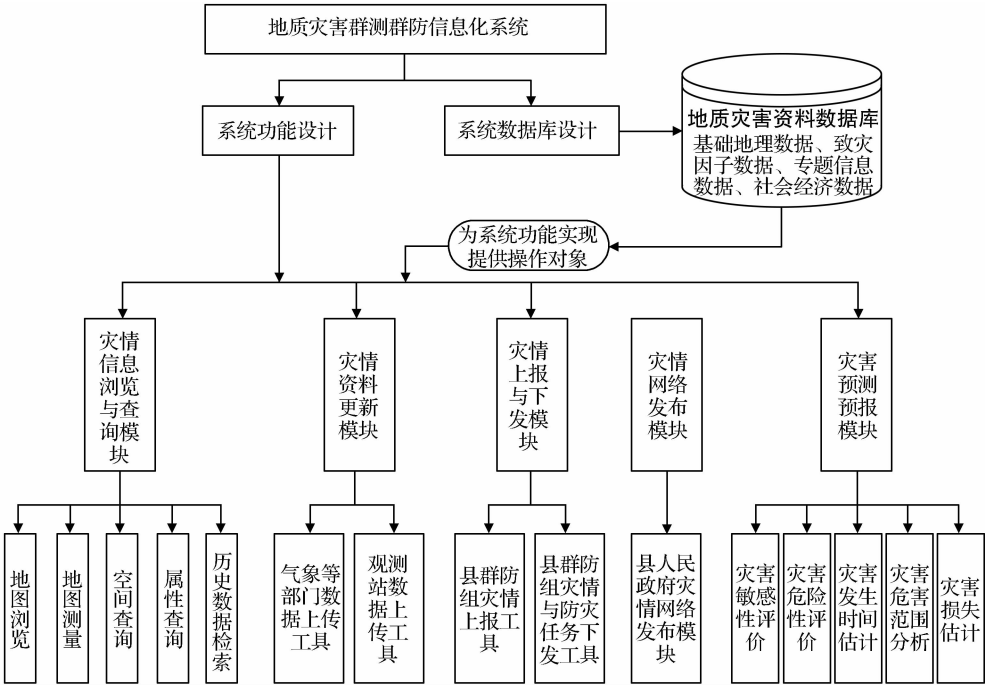 地质灾害群测群防信息化系统
系统功能设计
系统数据库设计
地质灾害资料数据库
基础地理数据、致灾
因子数据、专题信息
数据、社会经济数据
为系统功能实现
提供操作对象
灾情
信息
浏览
与查
询模
块
灾情
资料
更新
模块
灾情
上报
与下
发模
块
灾情
网络
发布
模块
灾害
预测
预报
模块
地图浏览
地图测量
空间查询
属性查询
历史数据检索
气象等
部门数
据上传
工具
观测
站数
据上
传工
具
县群防
组灾情
上报工
具
县群防
组灾情
与防灾
任务下
发工具
县人民
政府灾
情网络
发布模
块
灾害
敏感
性评
价
灾害
危险
性评
价
灾害
发生
时间
估计
灾害
危害
范围
分析
灾害
损失
估计